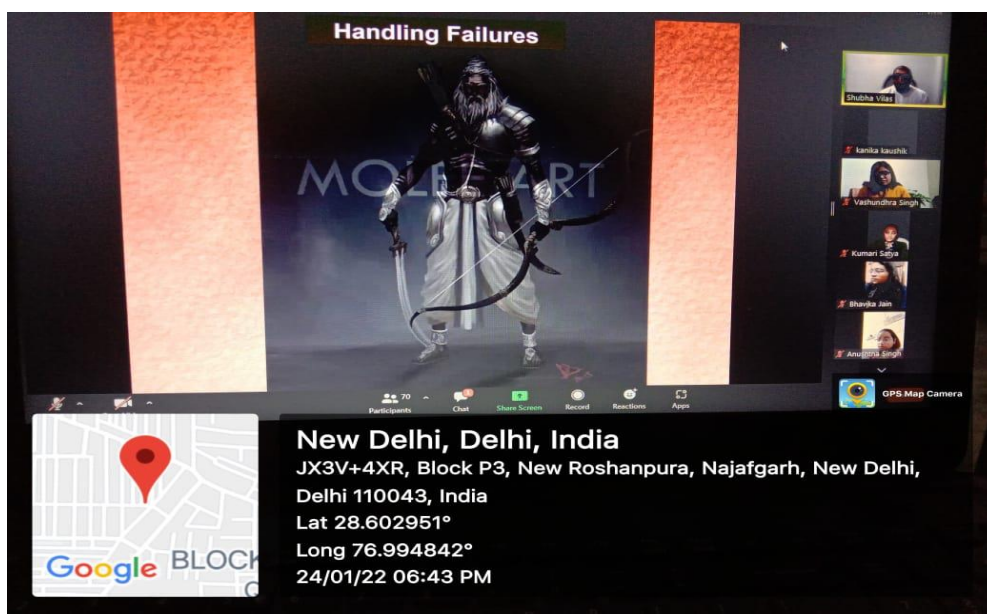 Handling Failures
MOLEE ART
Shubha Vilas
kanika kaushik
Vashundhra Singh
Kumari Satya
Bhavika Jain
Anushtha Singh
70
Participants
Chat
Share Screen
Record
Reactions
Apps
GPS Map Camera
Google
BLOCK
New Delhi, Delhi, India
JX3V+4XR, Block P3, New Roshanpura, Najafgarh, New Delhi,
Delhi 110043, India
Lat 28.602951°
Long 76.994842°
24/01/22 06:43 PM